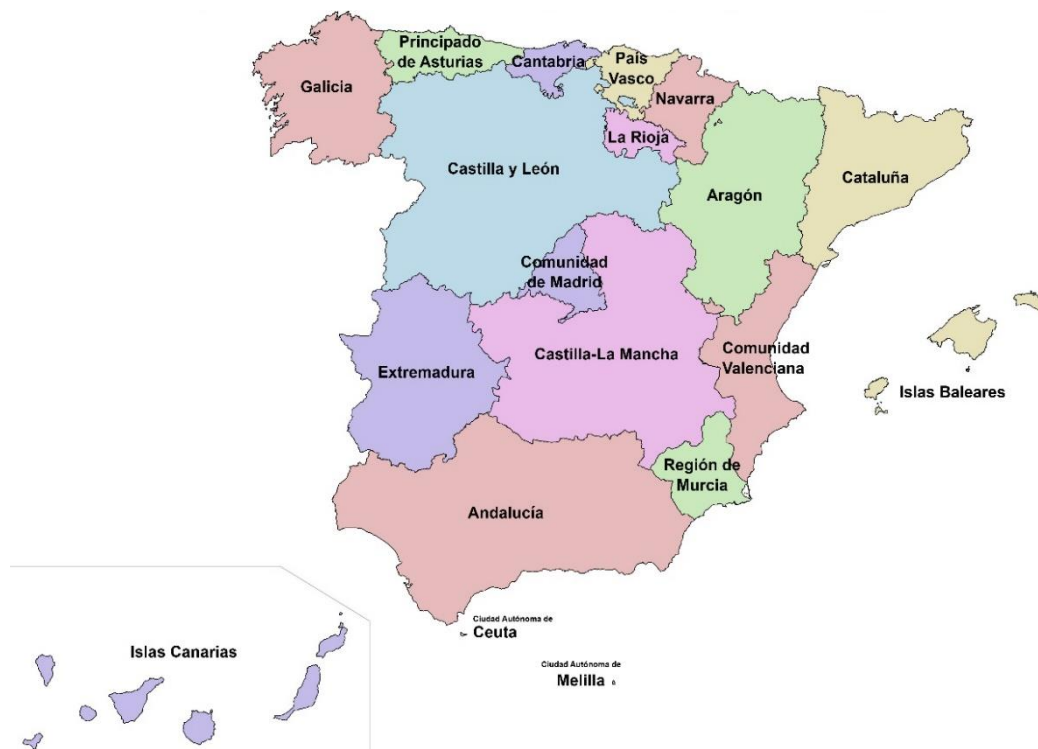 Principado
de Asturias
Cantabria
País
Vasco
Galicia
Navarra
La Rioja
Castilla y León
Cataluña
Aragón
Comunidad
de Madrid
Castilla-La Mancha
Comunidad
Valenciana
Extremadura
Islas Baleares
Región de
Murcia
Andalucía
Ciudad Autónoma de
Ceuta
Islas Canarias
Ciudad Autónoma de
Melilla